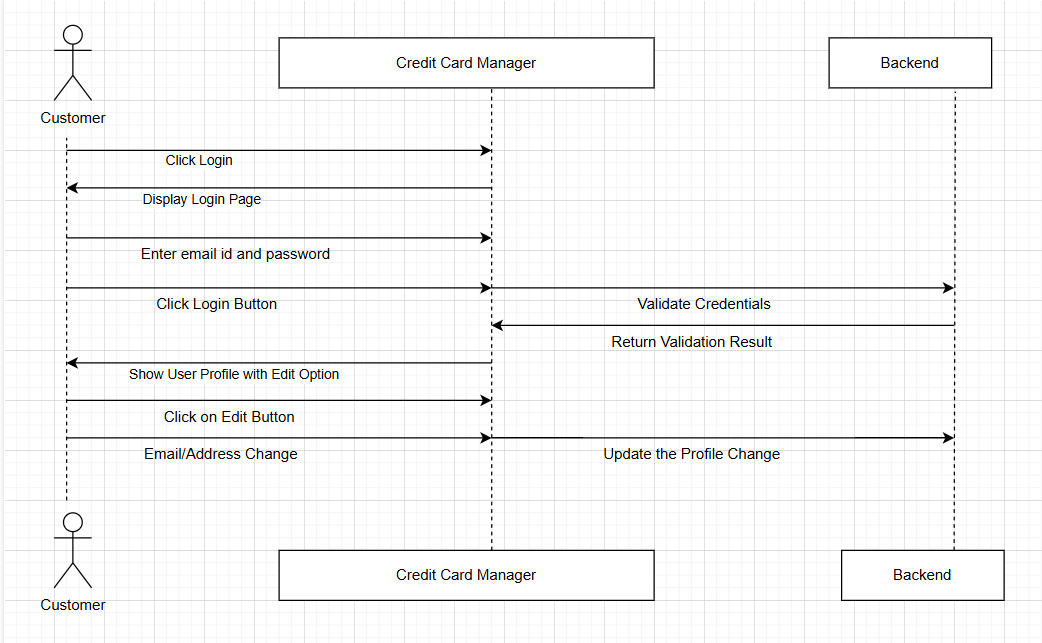 Credit Card Manager
Backend
Customer
Click Login
Display Login Page
Enter email id and password
Click Login Button
Validate Credentials
Return Validation Result
Show User Profile with Edit Option
Click on Edit Button
Email/Address Change
Update the Profile Change
Credit Card Manager
Backend
Customer